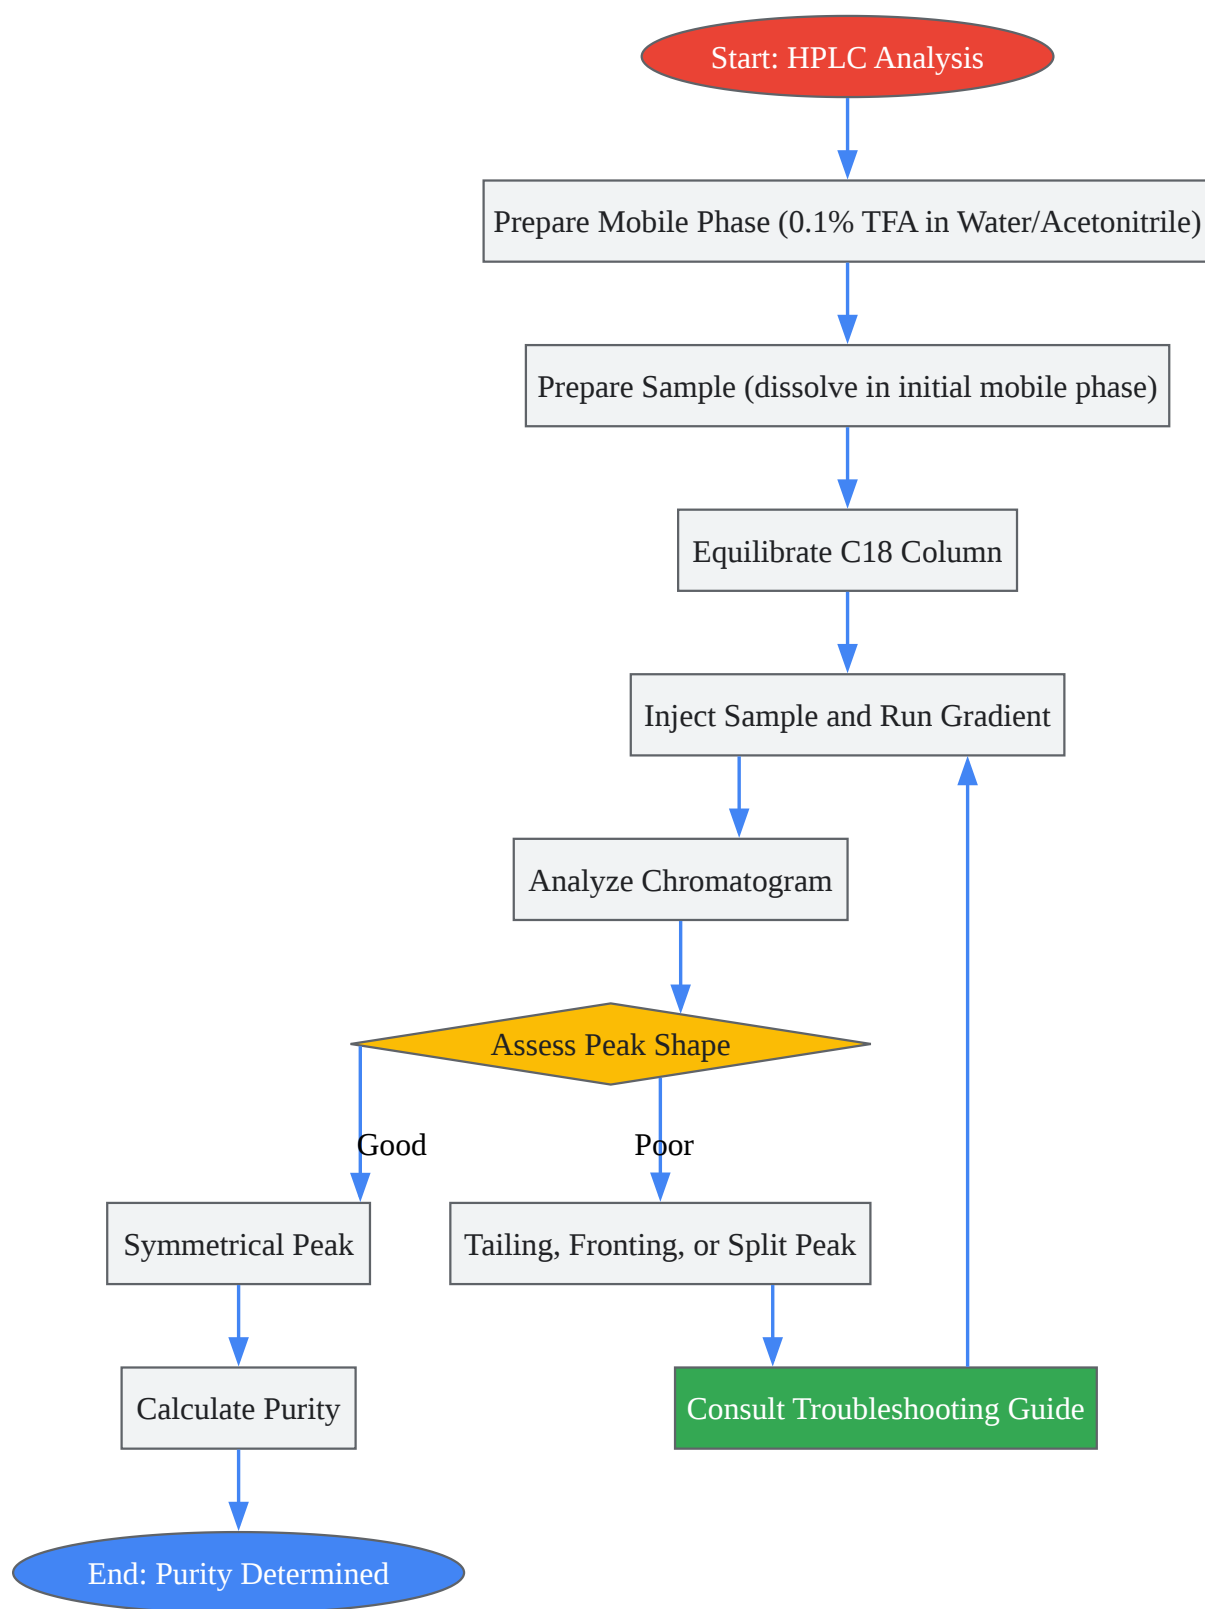 Start: HPLC Analysis
Prepare Mobile Phase (0.1% TFA in Water/Acetonitrile)
Prepare Sample (dissolve in initial mobile phase)
Equilibrate C18 Column
Inject Sample and Run Gradient
Analyze Chromatogram
Assess Peak Shape
Good
Poor
Symmetrical Peak
Tailing, Fronting, or Split Peak
Calculate Purity
Consult Troubleshooting Guide
End: Purity Determined